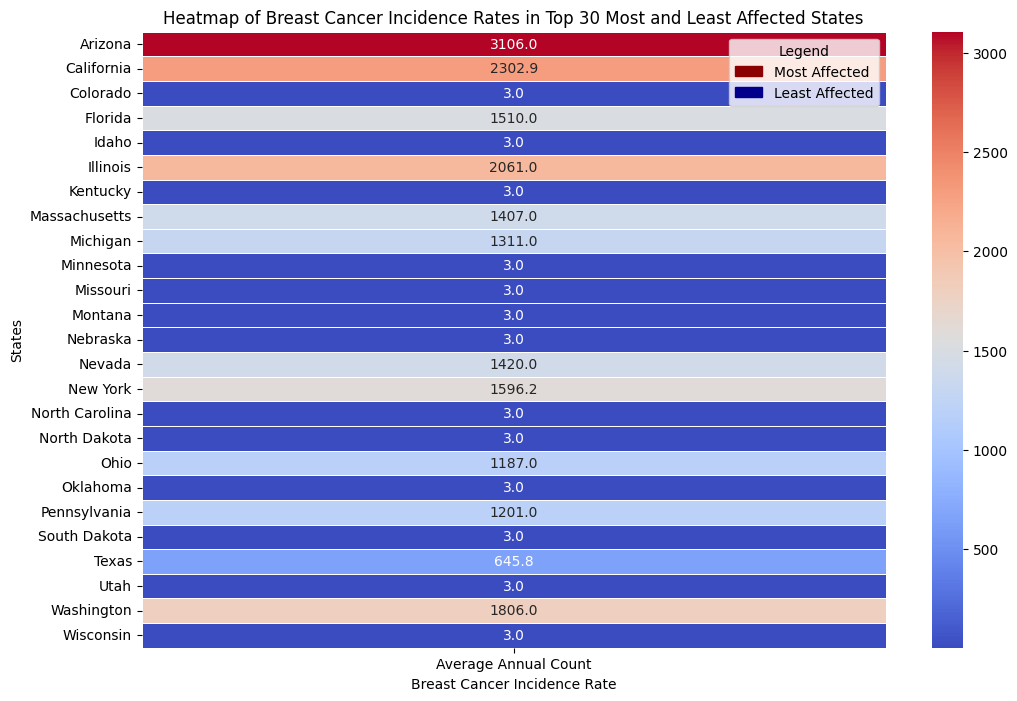 Heatmap of Breast Cancer Incidence Rates in Top 30 Most and Least Affected States
Legend
Most Affected
Least Affected
Arizona 3106.0
California 2302.9
Colorado 3.0
Florida 1510.0
Idaho 3.0
Illinois 2061.0
Kentucky 3.0
Massachusetts 1407.0
Michigan 1311.0
Minnesota 3.0
Missouri 3.0
Montana 3.0
Nebraska 3.0
Nevada 1420.0
New York 1596.2
North Carolina 3.0
North Dakota 3.0
Ohio 1187.0
Oklahoma 3.0
Pennsylvania 1201.0
South Dakota 3.0
Texas 645.8
Utah 3.0
Washington 1806.0
Wisconsin 3.0
States
Average Annual Count
Breast Cancer Incidence Rate
3000
2500
2000
1500
1000
500